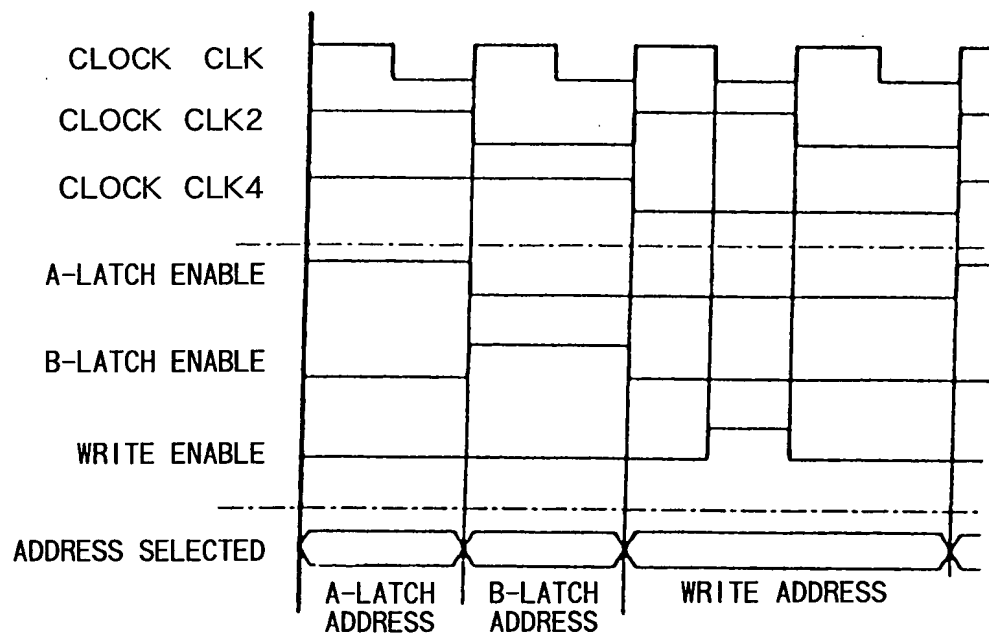 CLOCK CLK
CLOCK CLK2
CLOCK CLK4
A-LATCH ENABLE
B-LATCH ENABLE
WRITE ENABLE
ADDRESS SELECTED
A-LATCH ADDRESS
B-LATCH ADDRESS
WRITE ADDRESS